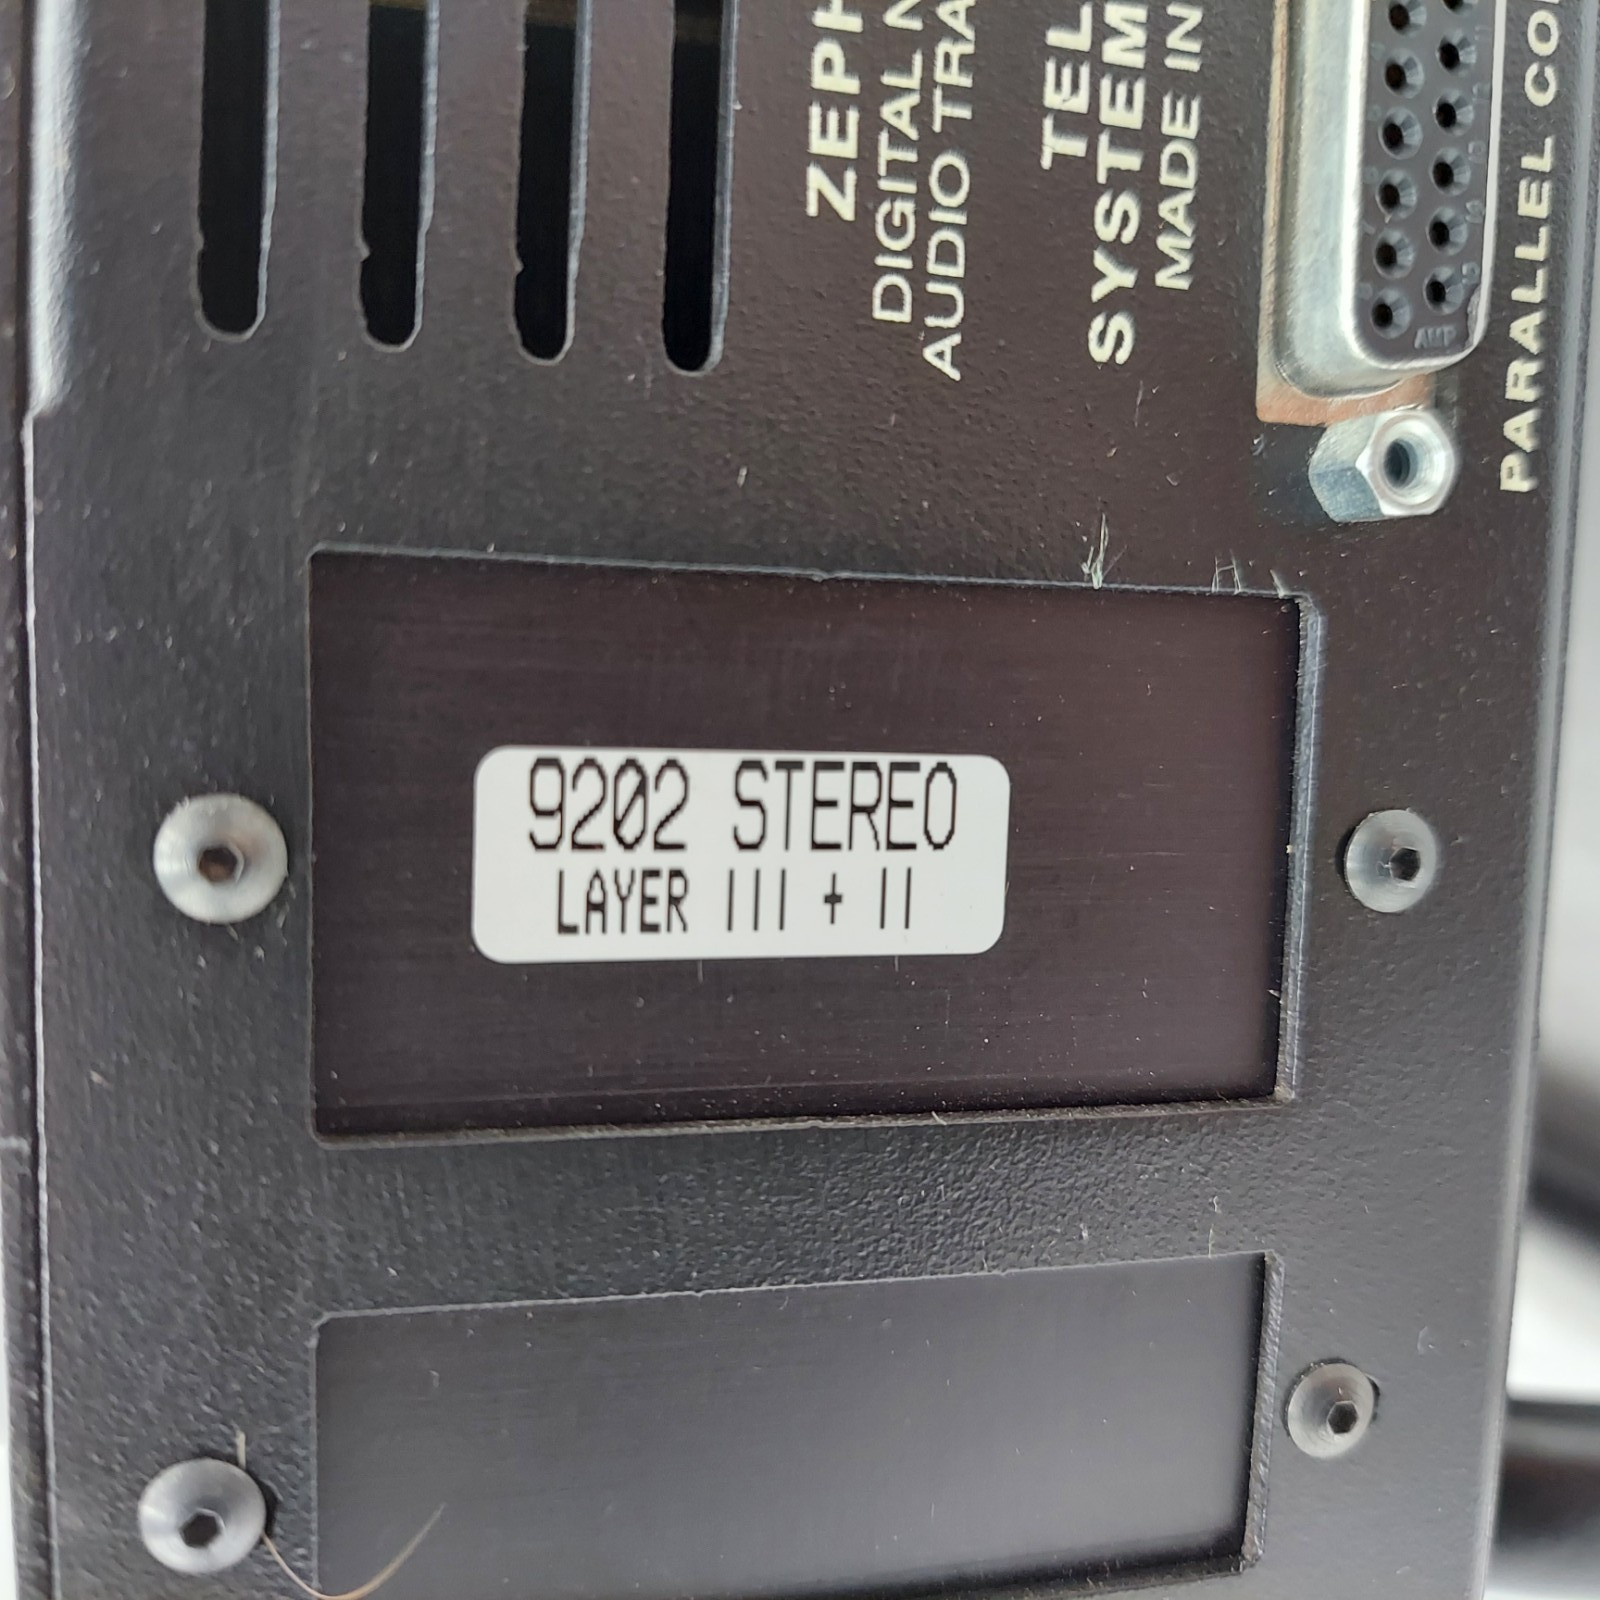 ZEPH
DIGITAL N
AUDIO TRA
TEL
SYSTEM
MADE IN
AMP
PARALLEL CO
9202 STEREO
LAYER III + II